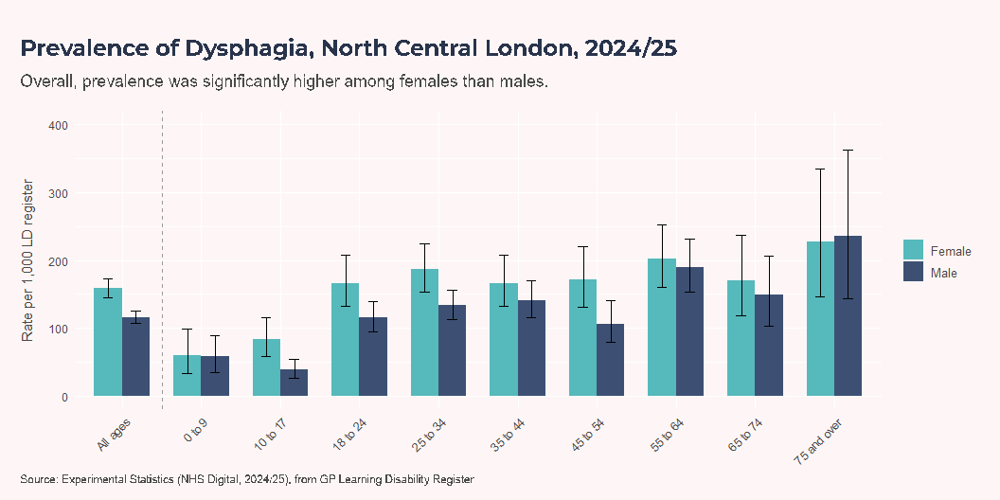 Prevalence of Dysphagia, North Central London, 2024/25
Overall, prevalence was significantly higher among females than males.
Rate per 1,000 LD register
400
300
200
100
0
All ages
0 to 9
10 to 17
18 to 24
25 to 34
35 to 44
45 to 54
55 to 64
65 to 74
75 and over
Female
Male
Source: Experimental Statistics (NHS Digital, 2024/25), from GP Learning Disability Register